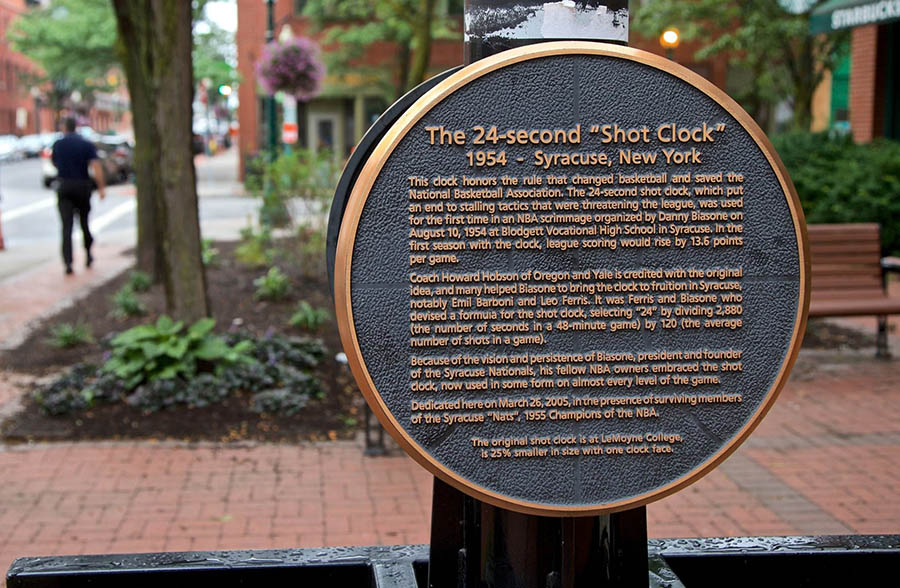 STARBUCKS
The 24-second "Shot Clock"
1954 - Syracuse, New York
This clock honors the rule that changed basketball and saved the
National Basketball Association. The 24-second shot clock, which put
an end to stalling tactics that were threatening the league, was used
for the first time in an NBA scrimmage organized by Danny Biasone on
August 10, 1954 at Blodgett Vocational High School in Syracuse. In the
first season with the clock, league scoring would rise by 13.6 points
per game.
Coach Howard Hobson of Oregon and Yale is credited with the original
idea, and many helped Biasone to bring the clock to fruition in Syracuse,
notably Emil Barboni and Leo Ferris. It was Ferris and Biasone who
devised a formula for the shot clock, selecting "24" by dividing 2,880
(the number of seconds in a 48-minute game) by 120 (the average
number of shots in a game).
Because of the vision and persistence of Biasone, president and founder
of the Syracuse Nationals, his fellow NBA owners embraced the shot
clock, now used in some form on almost every level of the game.
Dedicated here on March 26, 2005, in the presence of surviving members
of the Syracuse "Nats", 1955 Champions of the NBA.
The original shot clock is at LeMoyne College,
is 25% smaller in size with one clock face.